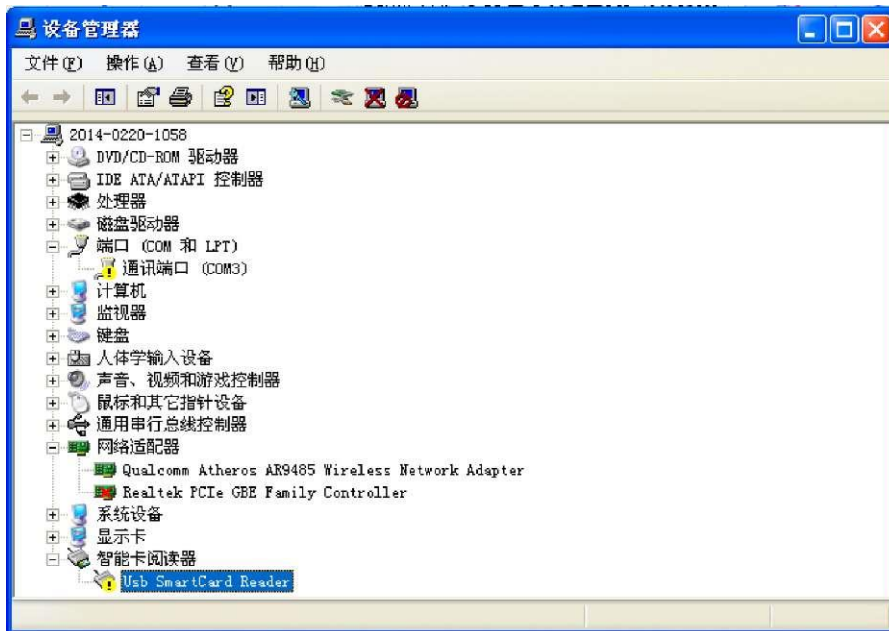 设备管理器
文件(F) 操作(A) 查看(V) 帮助(H)
2014-0220-1058
DVD/CD-ROM 驱动器
IDE ATA/ATAPI 控制器
处理器
磁盘驱动器
端口 (COM 和 LPT)
通讯端口 (COM3)
计算机
监视器
键盘
人体学输入设备
声音、视频和游戏控制器
鼠标和其它指针设备
通用串行总线控制器
网络适配器
Qualcomm Atheros AR9485 Wireless Network Adapter
Realtek PCIe GBE Family Controller
系统设备
显示卡
智能卡阅读器
Usb SmartCard Reader